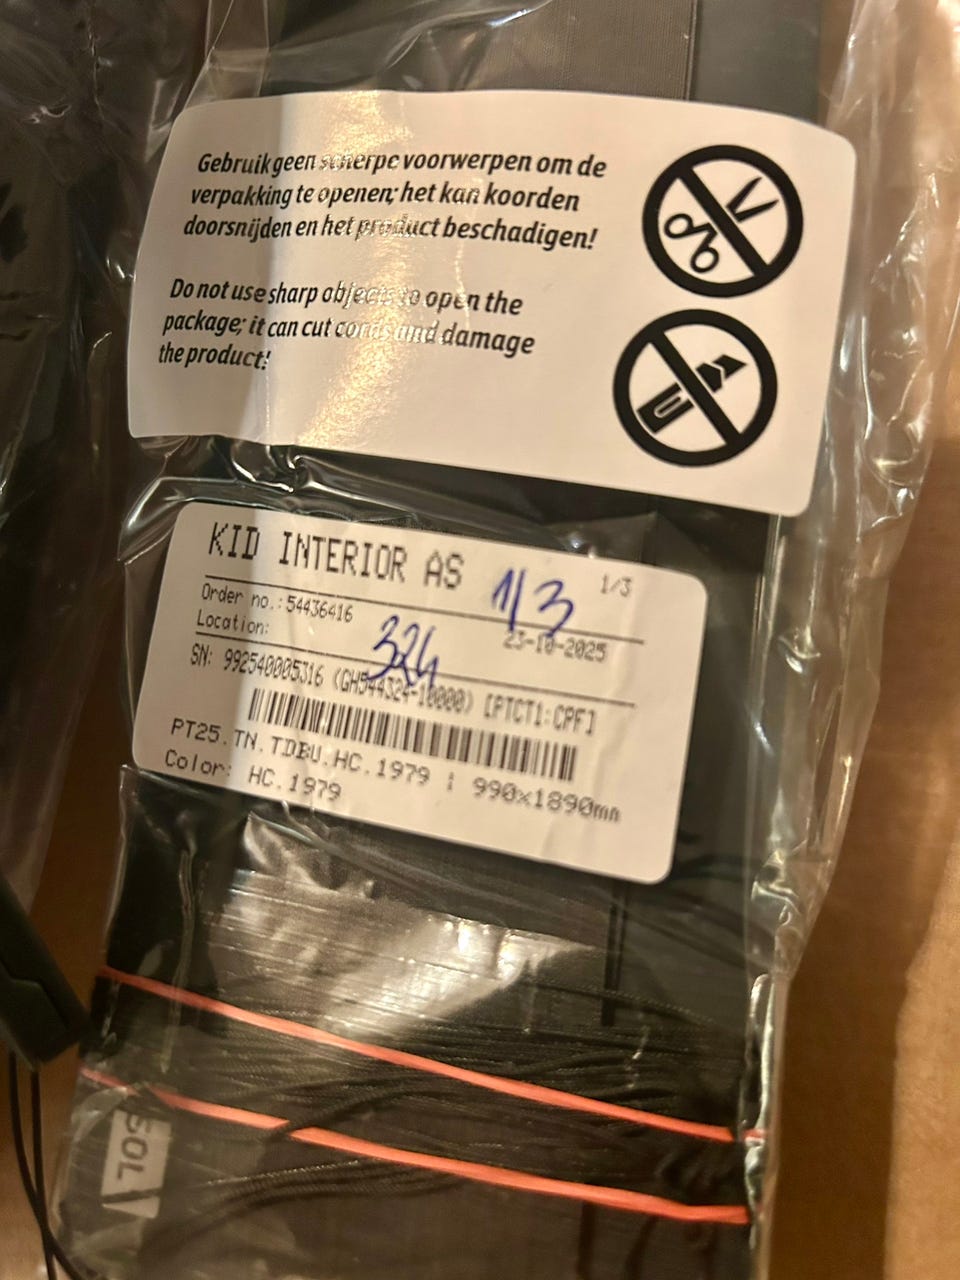 Gebruik geen scherpe voorwerpen om de
verpakking te openen; het kan koorden
doorsnijden en het product beschadigen!
Do not use sharp objects to open the
package; it can cut cords and damage
the product!
KID INTERIOR AS 1/3 1/3
Order no.: 54436416 23-10-2025
Location: 324
SN: 992540005316 (GH544324-10000) [PTCT1:CPF]
PT25.TN.TDBU.HC.1979 ¦ 990x1890mm
Color: HC.1979
SOL